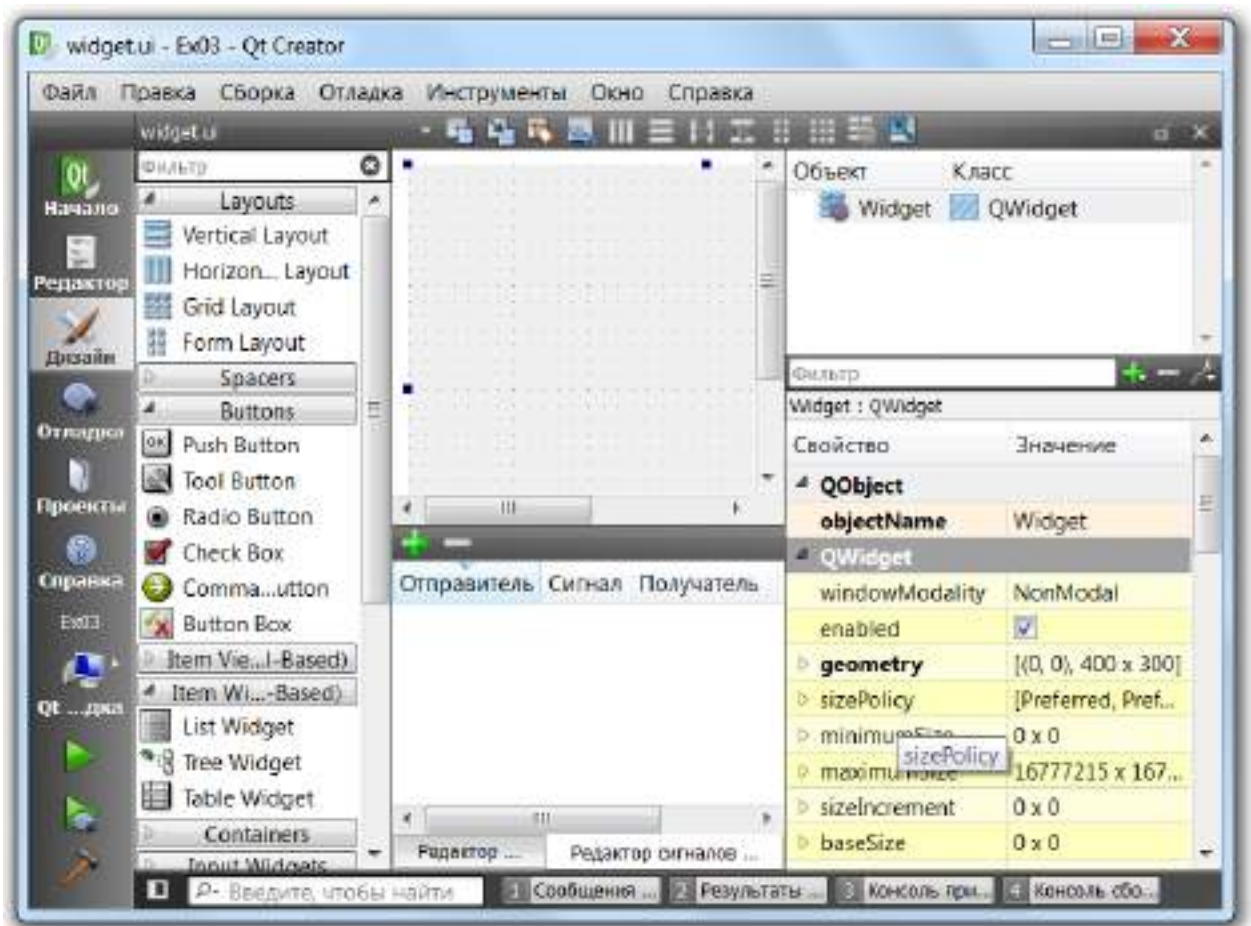 widget.ui - Ex03 - Qt Creator
Файл Правка Сборка Отладка Инструменты Окно Справка
widget.ui
Qt
Начало
Редактор
Дизайн
Отладка
Проекты
Справка
Ex03
Qt ...дка
Фильтр
Layouts
Vertical Layout
Horizon... Layout
Grid Layout
Form Layout
Spacers
Buttons
OK Push Button
Tool Button
Radio Button
Check Box
Comma...utton
Button Box
Item Vie...l-Based)
Item Wi...-Based)
List Widget
Tree Widget
Table Widget
Containers
Input Widgets
Отправитель Сигнал Получатель
Редактор ... Редактор сигналов ...
Объект Класс
Widget QWidget
Фильтр
Widget : QWidget
Свойство Значение
QObject
objectName Widget
QWidget
windowModality NonModal
enabled
geometry [(0, 0), 400 x 300]
sizePolicy [Preferred, Pref...
minimumSize 0 x 0
sizePolicy
maximumSize 16777215 x 167...
sizeIncrement 0 x 0
baseSize 0 x 0
Введите, чтобы найти
1 Сообщения ... 2 Результаты ... 3 Консоль при... 4 Консоль сбо...